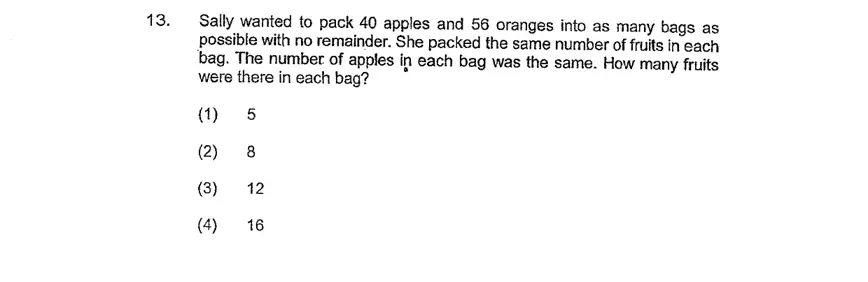 13. Sally wanted to pack 40 apples and 56 oranges into as many bags as
possible with no remainder. She packed the same number of fruits in each
bag. The number of apples in each bag was the same. How many fruits
were there in each bag?
(1) 5
(2) 8
(3) 12
(4) 16